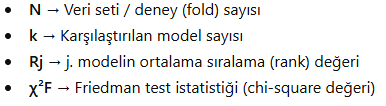 • N → Veri seti / deney (fold) sayısı
• k → Karşılaştırılan model sayısı
• Rj → j. modelin ortalama sıralama (rank) değeri
• χ²F → Friedman test istatistiği (chi-square değeri)